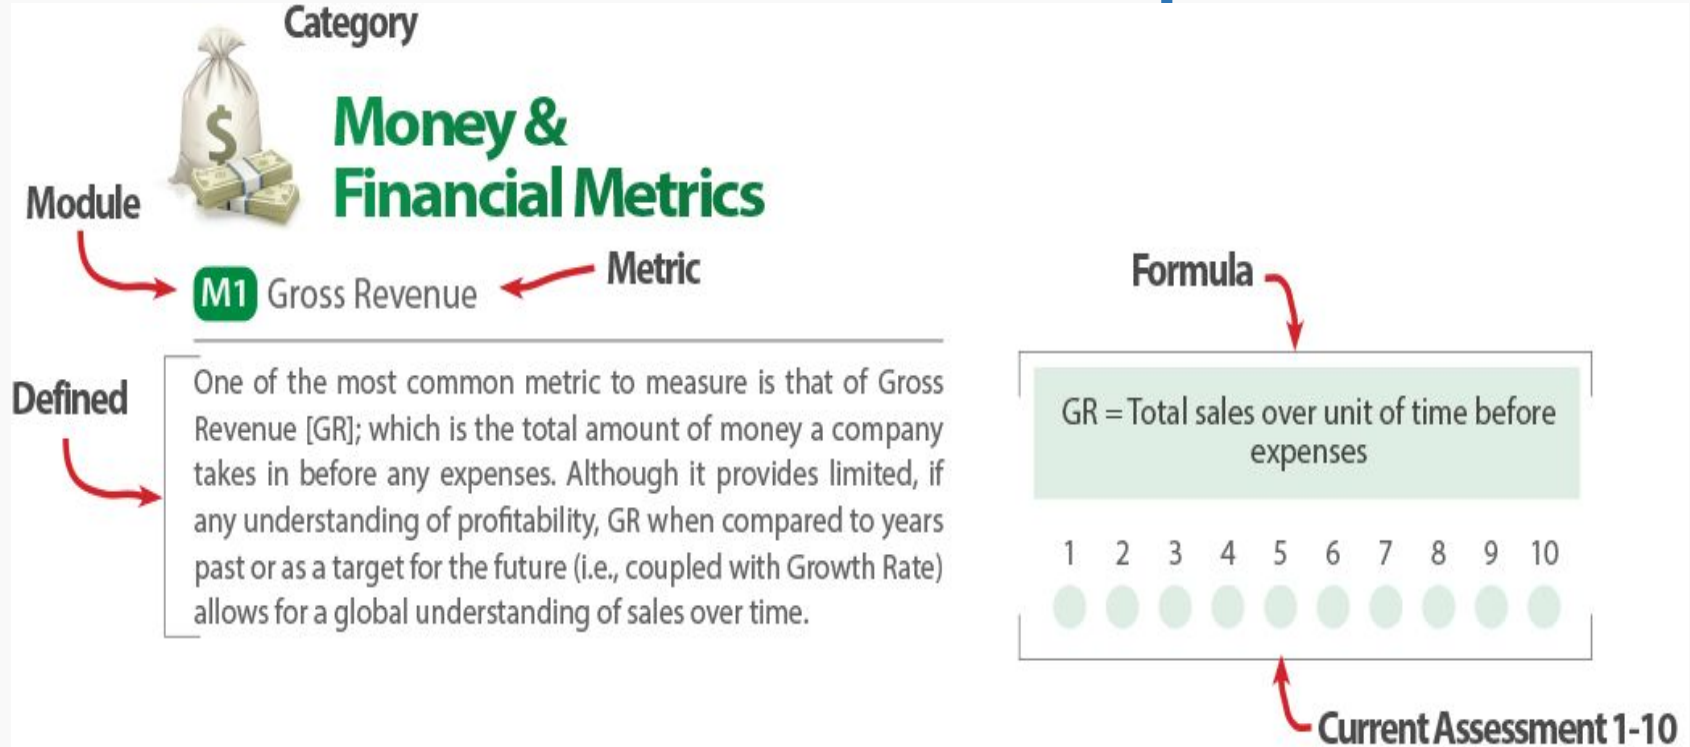 Category
$
Money &
Financial Metrics
Module
M1 Gross Revenue
Metric
Defined
One of the most common metric to measure is that of Gross
Revenue [GR]; which is the total amount of money a company
takes in before any expenses. Although it provides limited, if
any understanding of profitability, GR when compared to years
past or as a target for the future (i.e., coupled with Growth Rate)
allows for a global understanding of sales over time.
Formula
GR = Total sales over unit of time before
expenses
1 2 3 4 5 6 7 8 9 10
Current Assessment 1-10